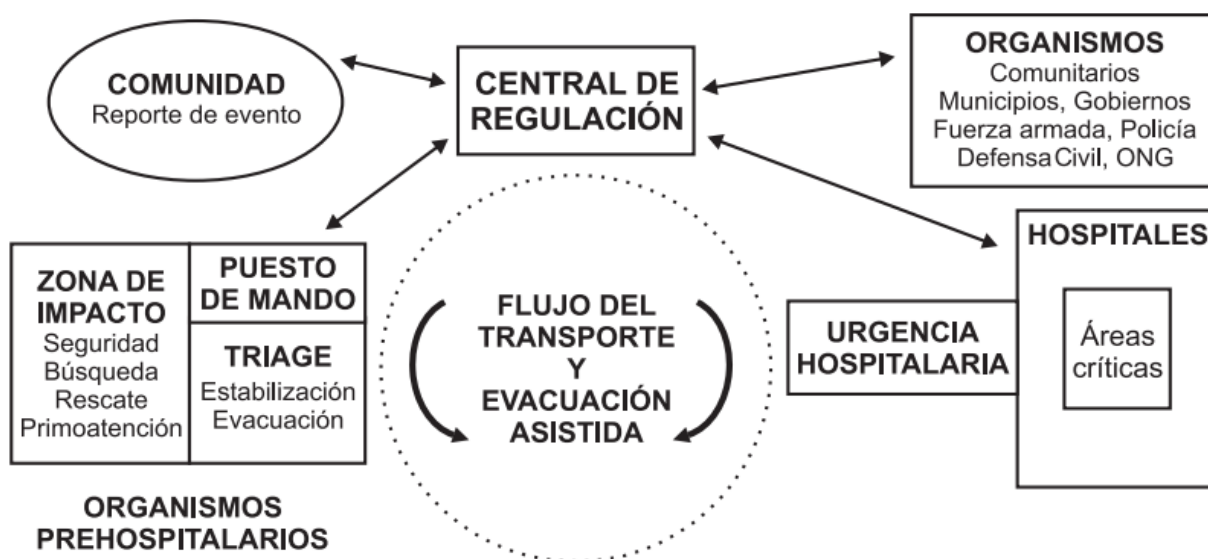 COMUNIDAD
Reporte de evento
CENTRAL DE
REGULACIÓN
ORGANISMOS
Comunitarios
Municipios, Gobiernos
Fuerza armada, Policía
Defensa Civil, ONG
ZONA DE
IMPACTO
Seguridad
Búsqueda
Rescate
Primoatención
PUESTO
DE MANDO
TRIAGE
Estabilización
Evacuación
ORGANISMOS
PREHOSPITALARIOS
FLUJO DEL
TRANSPORTE
Y
EVACUACIÓN
ASISTIDA
URGENCIA
HOSPITALARIA
HOSPITALES
Áreas
críticas